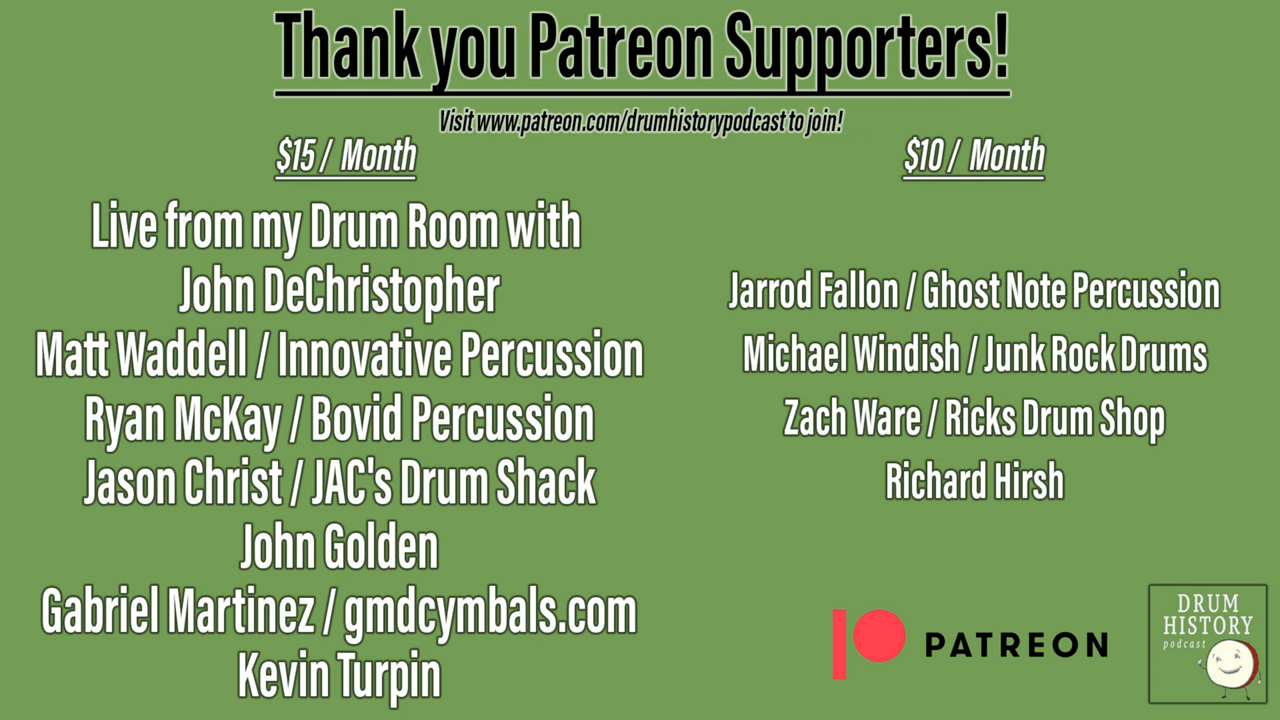 Thank you Patreon Supporters!
Visit www.patreon.com/drumhistorypodcast to join!
$15 / Month
Live from my Drum Room with
John DeChristopher
Matt Waddell / Innovative Percussion
Ryan McKay / Bovid Percussion
Jason Christ / JAC's Drum Shack
John Golden
Gabriel Martinez / gmdcymbals.com
Kevin Turpin
$10 / Month
Jarrod Fallon / Ghost Note Percussion
Michael Windish / Junk Rock Drums
Zach Ware / Ricks Drum Shop
Richard Hirsh
PATREON
DRUM
HISTORY
podcast